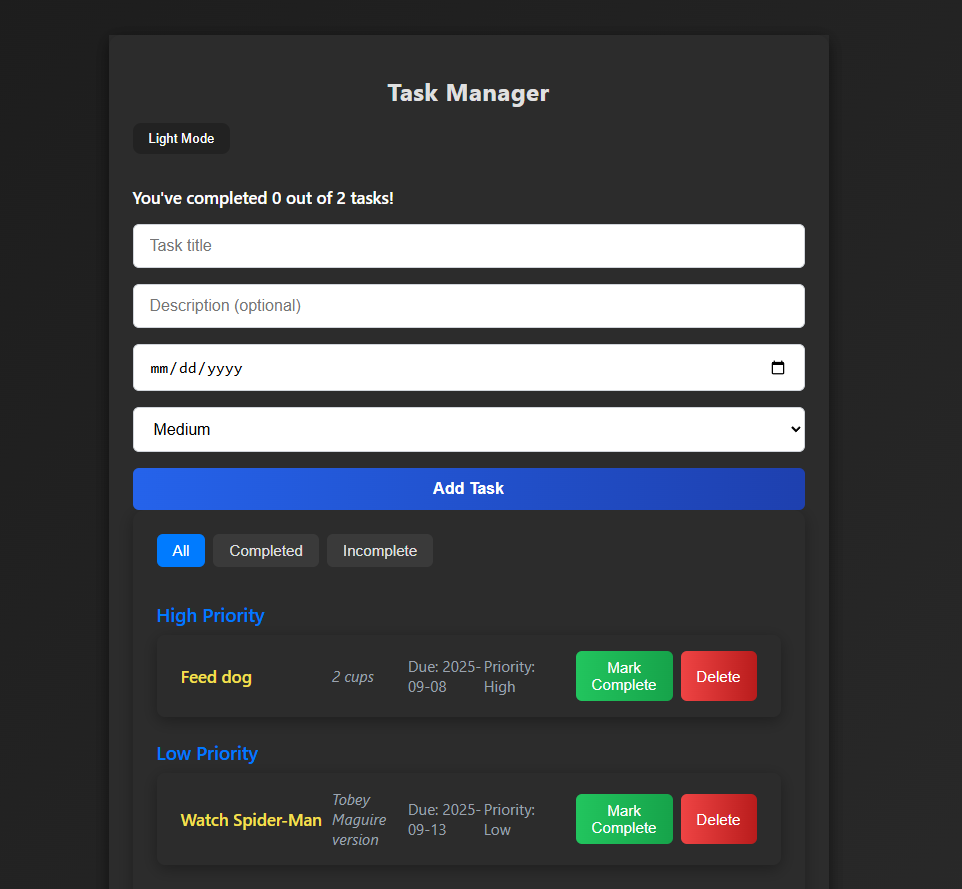 Task Manager
Light Mode
You've completed 0 out of 2 tasks!
Task title
Description (optional)
mm/dd/yyyy
Medium
Add Task
All
Completed
Incomplete
High Priority
Feed dog
2 cups
Due: 2025-
09-08
Priority:
High
Mark
Complete
Delete
Low Priority
Watch Spider-Man
Tobey
Maguire
version
Due: 2025-
09-13
Priority:
Low
Mark
Complete
Delete